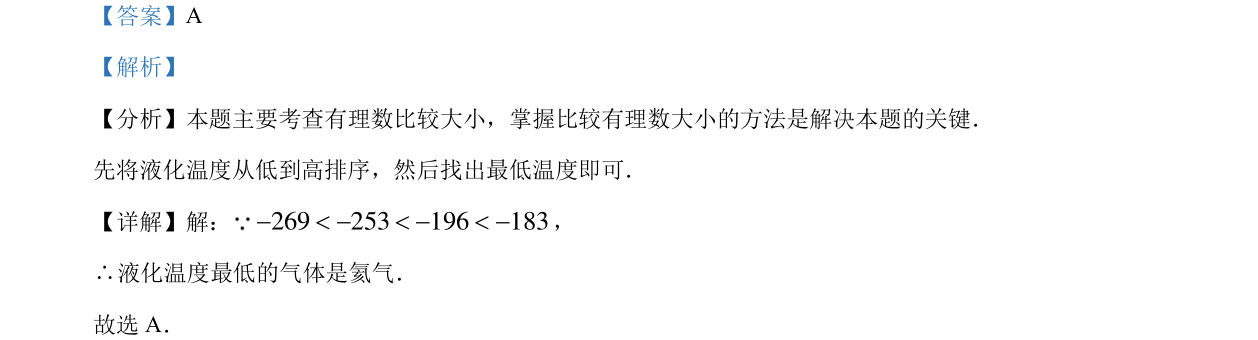 【答案】A
【解析】
【分析】本题主要考查有理数比较大小，掌握比较有理数大小的方法是解决本题的关键．
先将液化温度从低到高排序，然后找出最低温度即可．
【详解】解：∵−269<−253<−196<−183，
∴液化温度最低的气体是氦气．
故选 A．